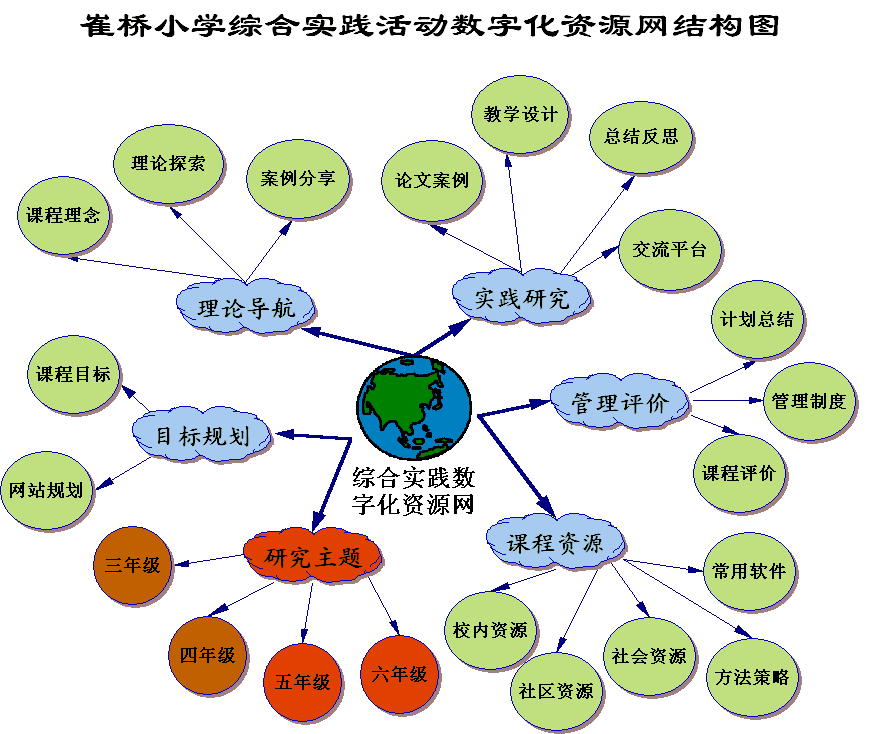 崔桥小学综合实践活动数字化资源网结构图
教学设计
总结反思
理论探索
案例分享
论文案例
课程理念
交流平台
理论导航
实践研究
计划总结
课程目标
管理评价
管理制度
目标规划
课程评价
网站规划
综合实践数
字化资源网
研究主题
课程资源
三年级
常用软件
校内资源
四年级
社会资源
五年级
六年级
社区资源
方法策略